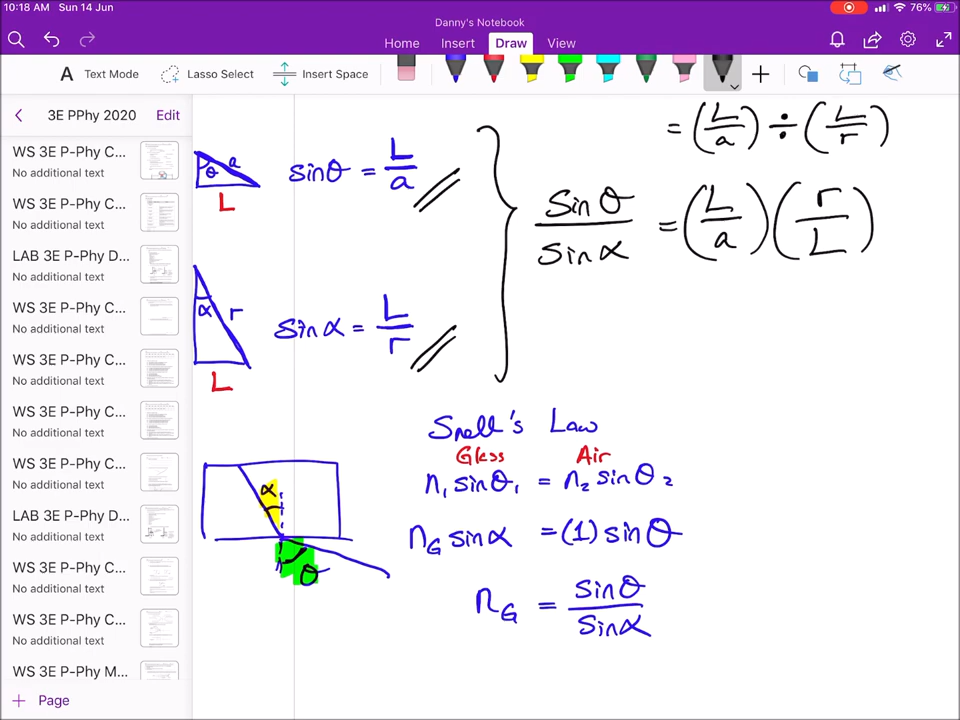 10:18 AM Sun 14 Jun
76%
Danny's Notebook
Home Insert Draw View
A Text Mode Lasso Select Insert Space
3E PPhy 2020 Edit
WS 3E P-Phy C...
No additional text
WS 3E P-Phy C...
No additional text
LAB 3E P-Phy D...
No additional text
WS 3E P-Phy C...
No additional text
WS 3E P-Phy C...
No additional text
WS 3E P-Phy C...
No additional text
WS 3E P-Phy C...
No additional text
LAB 3E P-Phy D...
No additional text
WS 3E P-Phy C...
No additional text
WS 3E P-Phy C...
No additional text
WS 3E P-Phy M...
+ Page
= (L/a) ÷ (L/r)
θ a
L
sinθ = L/a
sinθ/sinα = (L/a)(r/L)
α r
L
sinα = L/r
Snell's Law
Glass Air
n₁ sinθ₁ = n₂ sinθ₂
n_G sinα = (1) sinθ
n_G = sinθ/sinα
α
θ